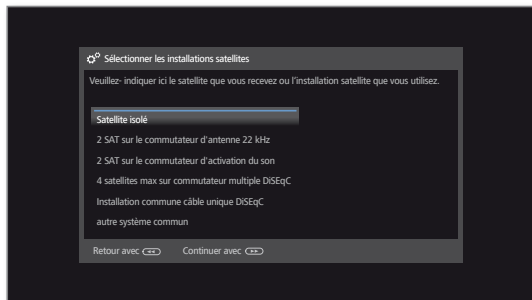 Sélectionner les installations satellites
Veuillez- indiquer ici le satellite que vous recevez ou l'installation satellite que vous utilisez.
Satellite isolé
2 SAT sur le commutateur d'antenne 22 kHz
2 SAT sur le commutateur d'activation du son
4 satellites max sur commutateur multiple DiSEqC
Installation commune câble unique DiSEqC
autre système commun
Retour avec Continuer avec